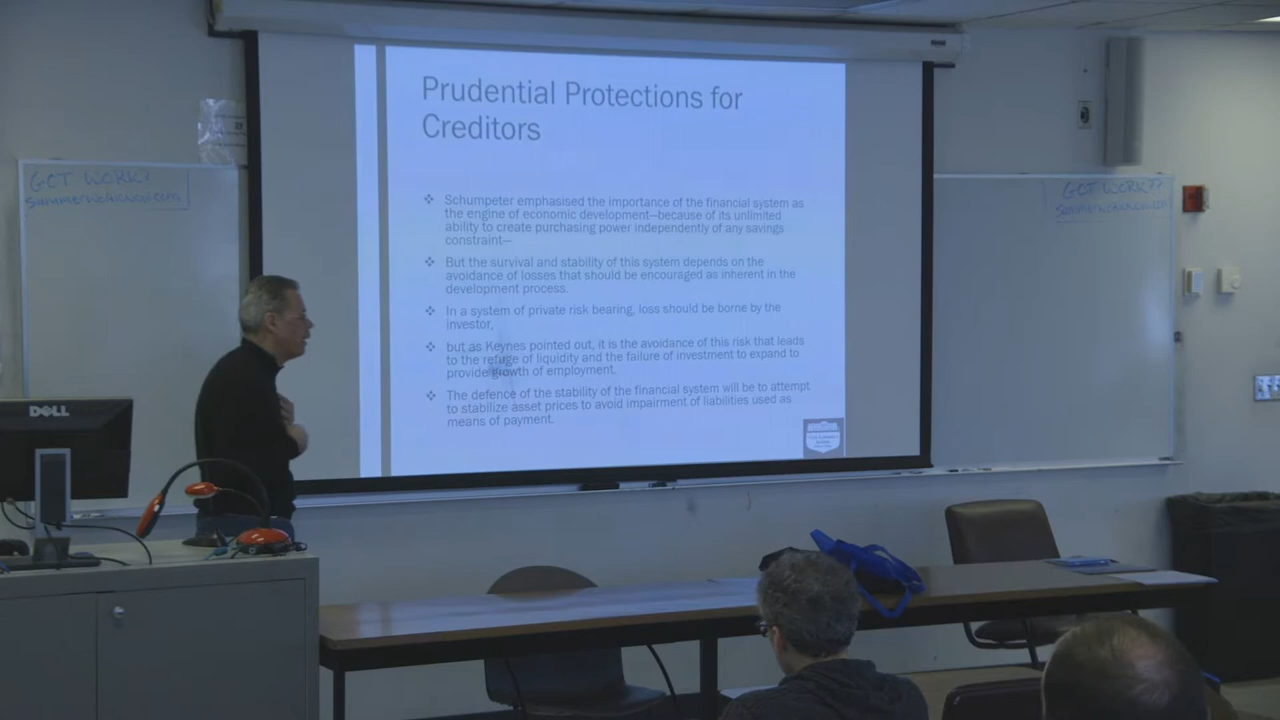 Prudential Protections for
Creditors
Schumpeter emphasised the importance of the financial system as
the engine of economic development—because of its unlimited
ability to create purchasing power independently of any savings
constraint—
But the survival and stability of this system depends on the
avoidance of losses that should be encouraged as inherent in the
development process.
In a system of private risk bearing, loss should be borne by the
investor,
but as Keynes pointed out, it is the avoidance of this risk that leads
to the refuge of liquidity and the failure of investment to expand to
provide growth of employment.
The defence of the stability of the financial system will be to attempt
to stabilize asset prices to avoid impairment of liabilities used as
means of payment.
GOT WORK?
GOT WORK??
DELL